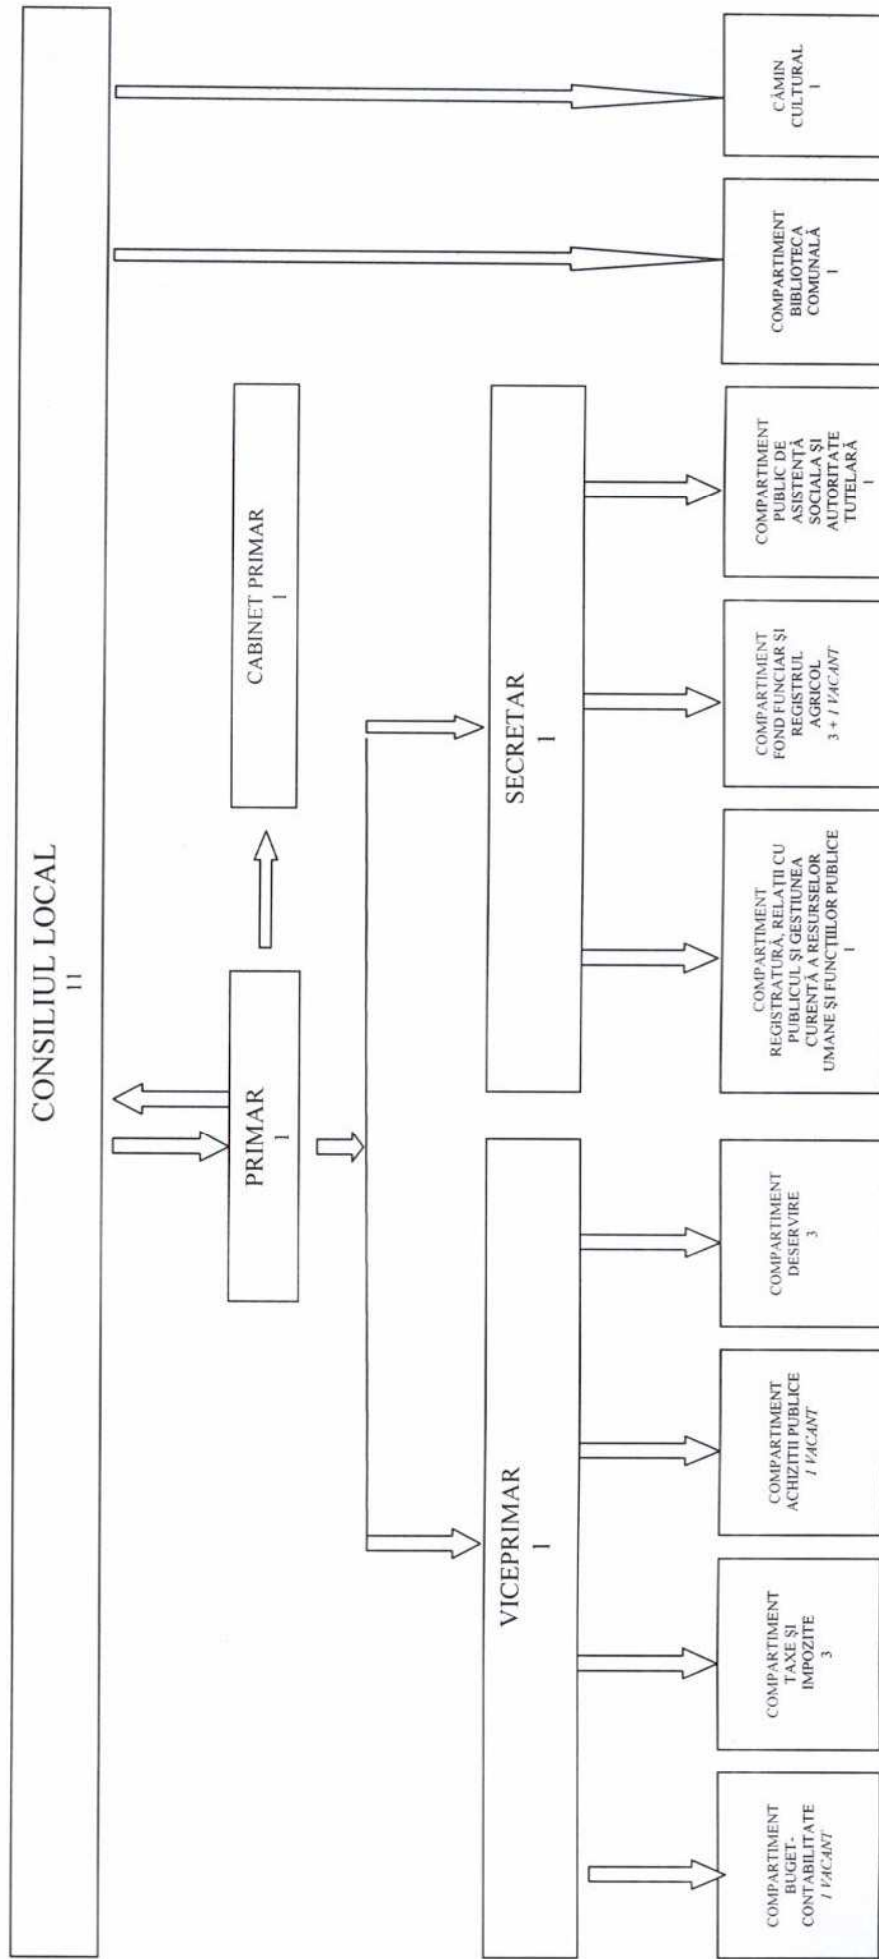 CONSILIUL LOCAL
11
PRIMAR
1
CABINET PRIMAR
1
VICEPRIMAR
1
SECRETAR
1
COMPARTIMENT
BUGET-
CONTABILITATE
1 VACANT
COMPARTIMENT
TAXE ȘI
IMPOZITE
3
COMPARTIMENT
ACHIZITII PUBLICE
1 VACANT
COMPARTIMENT
DESERVIRE
3
COMPARTIMENT
REGISTRATURĂ, RELAȚII CU
PUBLICUL ȘI GESTIUNEA
CURENTĂ A RESURSELOR
UMANE ȘI FUNCȚIILOR PUBLICE
1
COMPARTIMENT
FOND FUNCIAR ȘI
REGISTRUL
AGRICOL
3 + 1 VACANT
COMPARTIMENT
PUBLIC DE
ASISTENȚĂ
SOCIALA ȘI
AUTORITATE
TUTELARĂ
1
COMPARTIMENT
BIBLIOTECA
COMUNALĂ
1
CĂMIN
CULTURAL
1